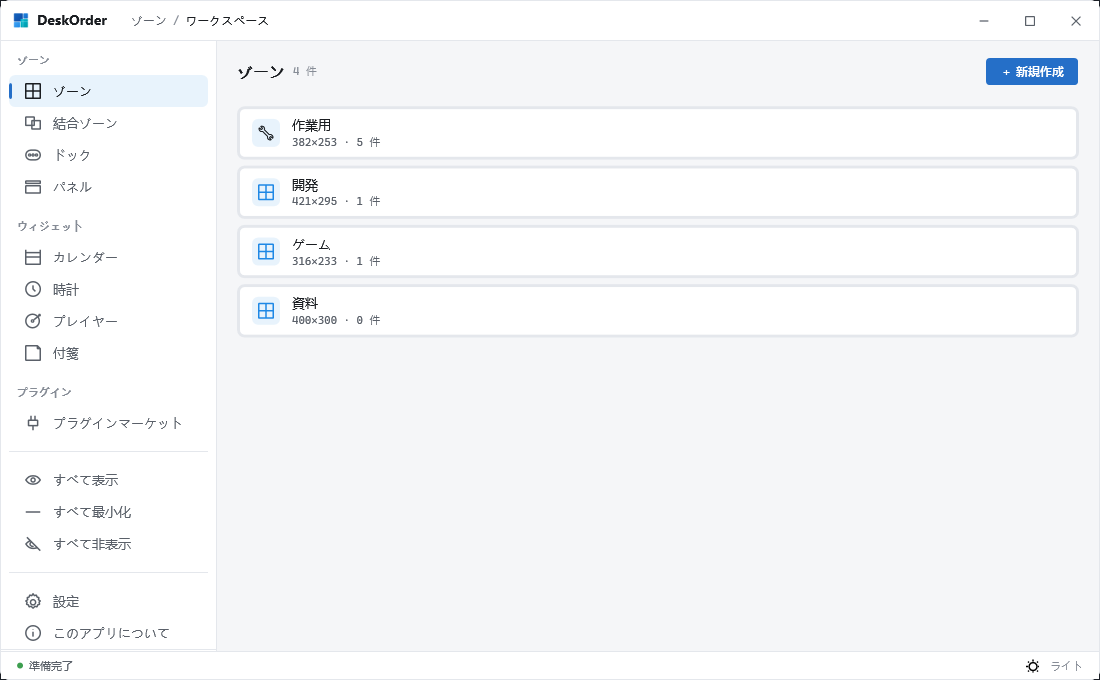 DeskOrder ゾーン / ワークスペース
ゾーン
ゾーン
結合ゾーン
ドック
パネル
ウィジェット
カレンダー
時計
プレイヤー
付箋
プラグイン
プラグインマーケット
すべて表示
すべて最小化
すべて非表示
設定
このアプリについて
ゾーン 4 件
+ 新規作成
作業用
382×253 · 5 件
開発
421×295 · 1 件
ゲーム
316×233 · 1 件
資料
400×300 · 0 件
準備完了
ライト